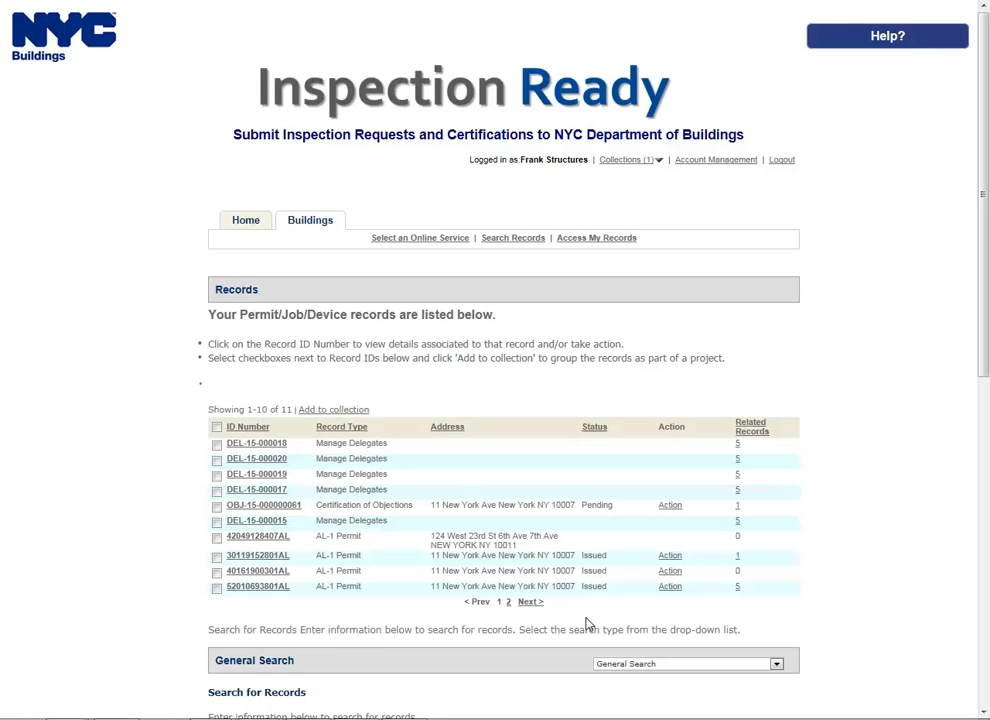 NYC
Buildings
Help?
Inspection Ready
Submit Inspection Requests and Certifications to NYC Department of Buildings
Logged in as:Frank Structures | Collections (1) | Account Management | Logout
Home Buildings
Select an Online Service | Search Records | Access My Records
Records
Your Permit/Job/Device records are listed below.
• Click on the Record ID Number to view details associated to that record and/or take action.
• Select checkboxes next to Record IDs below and click 'Add to collection' to group the records as part of a project.
•
Showing 1-10 of 11 | Add to collection
ID Number Record Type Address Status Action Related Records
DEL-15-000018 Manage Delegates 5
DEL-15-000020 Manage Delegates 5
DEL-15-000019 Manage Delegates 5
DEL-15-000017 Manage Delegates 5
OBJ-15-000000061 Certification of Objections 11 New York Ave New York NY 10007 Pending Action 1
DEL-15-000015 Manage Delegates 5
42049128407AL AL-1 Permit 124 West 23rd St 6th Ave 7th Ave 0
NEW YORK NY 10011
30119152801AL AL-1 Permit 11 New York Ave New York NY 10007 Issued Action 1
40161900301AL AL-1 Permit 11 New York Ave New York NY 10007 Issued Action 0
52010693801AL AL-1 Permit 11 New York Ave New York NY 10007 Issued Action 5
< Prev 1 2 Next >
Search for Records Enter information below to search for records. Select the search type from the drop-down list.
General Search General Search
Search for Records
Enter information below to search for records.